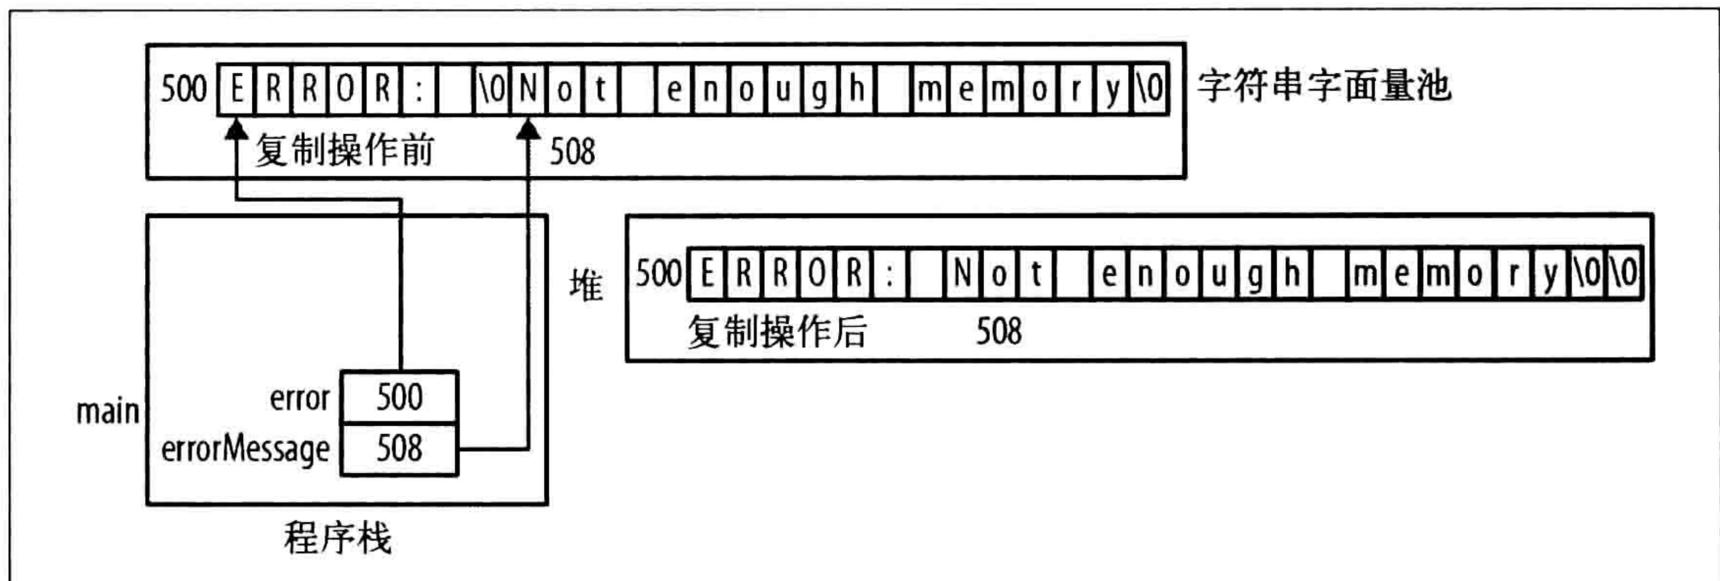 500 E R R O R : \0 N o t e n o u g h m e m o r y \0 字符串字面量池
复制操作前 508
堆 500 E R R O R : N o t e n o u g h m e m o r y \0 \0
复制操作后 508
main
error 500
errorMessage 508
程序栈